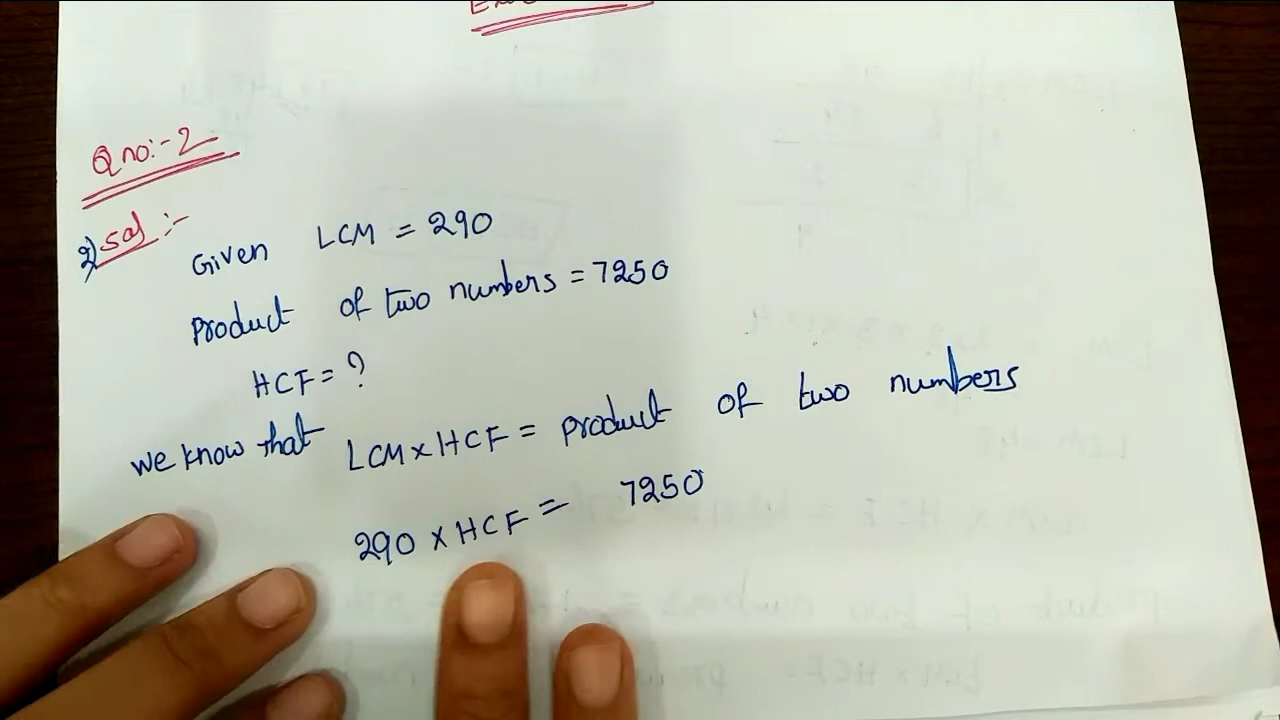 Q no:- 2
2) sol :-
Given LCM = 290
product of two numbers = 7250
HCF = ?
we know that LCM x HCF = product of two numbers
290 x HCF = 7250